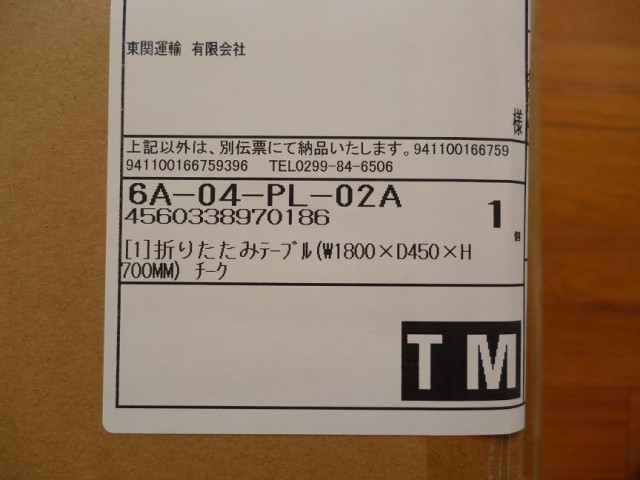 東関運輸 有限会社
様
上記以外は、別伝票にて納品いたします。941100166759
941100166759396 TEL0299-84-6506
6A-04-PL-02A
4560338970186
1個
[1]折りたたみﾃｰﾌﾞﾙ(W1800×D450×H
700MM) ﾁｰｸ
TM